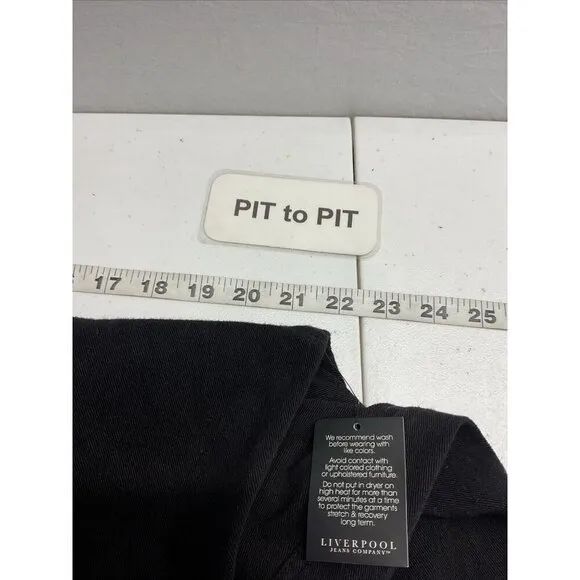 PIT to PIT
17 18 19 20 21 22 23 24 25
We recommend wash
before wearing with
like colors.
Avoid contact with
light colored clothing
or upholstered furniture.
Do not put in dryer on
high heat for more than
several minutes at a time
to protect the garments
stretch & recovery
long term.
LIVERPOOL
JEANS COMPANY™